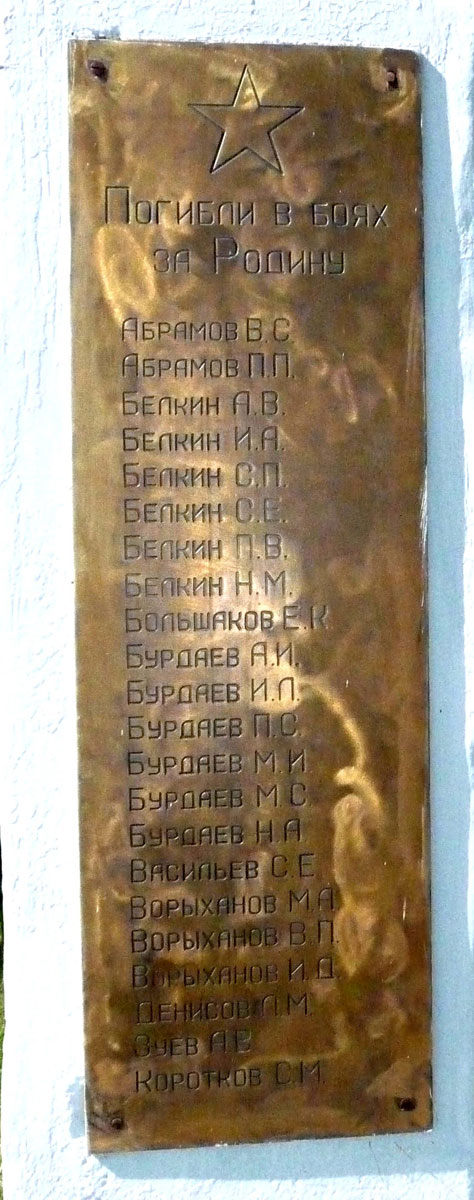 Погибли в боях
за Родину
Абрамов В.С.
Абрамов П.П.
Белкин А.В.
Белкин И.А.
Белкин С.П.
Белкин С.Е.
Белкин П.В.
Белкин Н.М.
Большаков Е.К
Бурдаев А.И.
Бурдаев И.Л.
Бурдаев П.С.
Бурдаев М.И
Бурдаев М.С
Бурдаев Н.А
Васильев С.Е
Ворыханов М.А
Ворыханов В.П.
Ворыханов И.Д.
Денисов Л.М.
Зуев А.В
Коротков С.М.